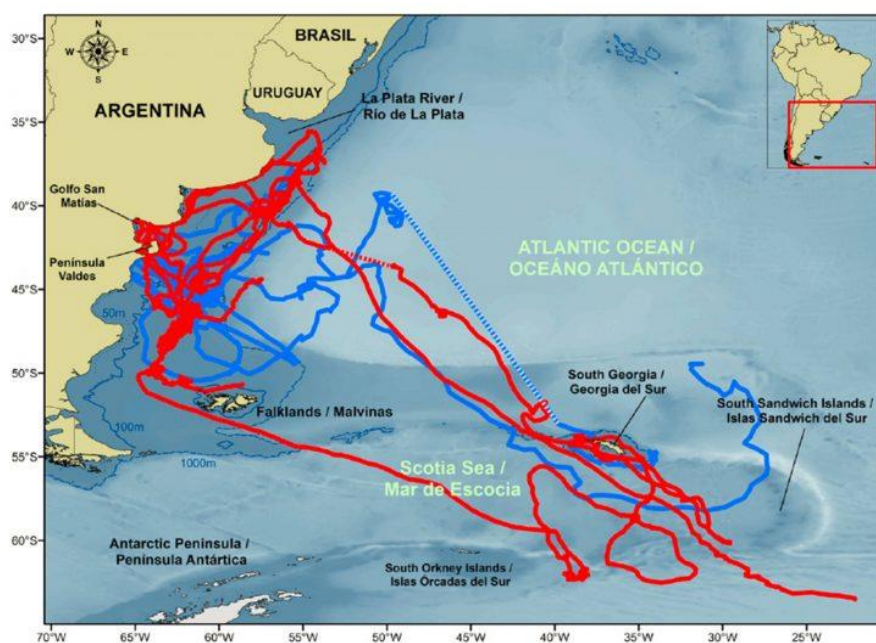 N
W E
S
BRASIL
URUGUAY
ARGENTINA
La Plata River /
Río de La Plata
Golfo San
Matías
Península
Valdes
ATLANTIC OCEAN /
OCEÁNO ATLÁNTICO
50m
100m
1000m
Falklands / Malvinas
South Georgia /
Georgia del Sur
South Sandwich Islands /
Islas Sandwich del Sur
Scotia Sea /
Mar de Escocia
Antarctic Peninsula /
Península Antártica
South Orkney Islands /
Islas Órcadas del Sur
30°S
35°S
40°S
45°S
50°S
55°S
60°S
70°W 65°W 60°W 55°W 50°W 45°W 40°W 35°W 30°W 25°W